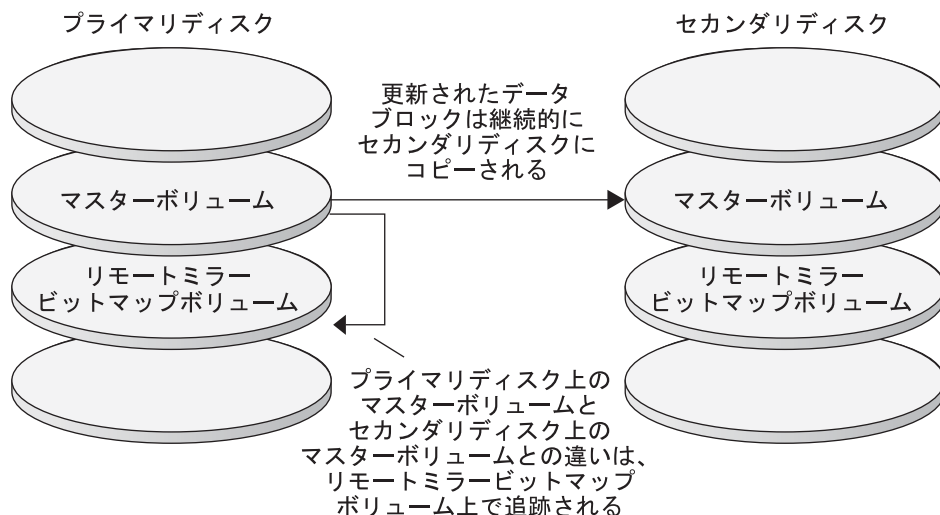 プライマリディスク
セカンダリディスク
更新されたデータ
ブロックは継続的に
セカンダリディスクに
コピーされる
マスターボリューム
マスターボリューム
リモートミラー
ビットマップボリューム
リモートミラー
ビットマップボリューム
プライマリディスク上の
マスターボリュームと
セカンダリディスク上の
マスターボリュームとの違いは、
リモートミラービットマップ
ボリューム上で追跡される